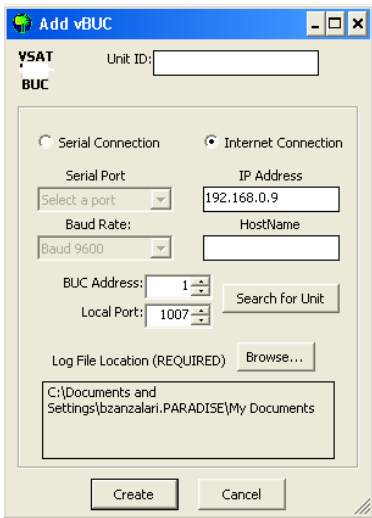 Add vBUC
VSAT
BUC
Unit ID:
Serial Connection
Internet Connection
Serial Port
IP Address
Select a port
192.168.0.9
Baud Rate:
HostName
Baud 9600
BUC Address: 1
Search for Unit
Local Port: 1007
Log File Location (REQUIRED)
Browse...
C:\Documents and
Settings\bzanzalari.PARADISE\My Documents
Create
Cancel